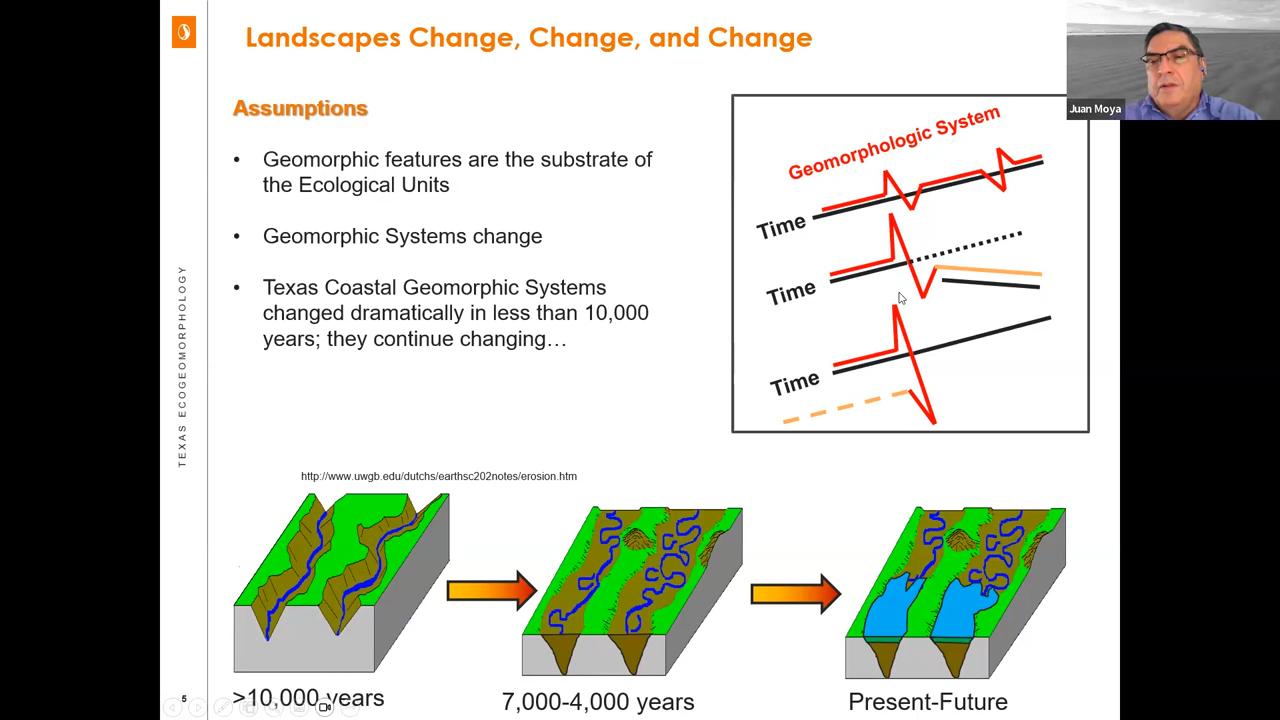 Landscapes Change, Change, and Change
Juan Moya
Assumptions
• Geomorphic features are the substrate of
the Ecological Units
• Geomorphic Systems change
• Texas Coastal Geomorphic Systems
changed dramatically in less than 10,000
years; they continue changing…
Geomorphologic System
Time
Time
Time
TEXAS ECOGEOMORPHOLOGY
http://www.uwgb.edu/dutchs/earthsc202notes/erosion.htm
>10,000 years
7,000-4,000 years
Present-Future
5